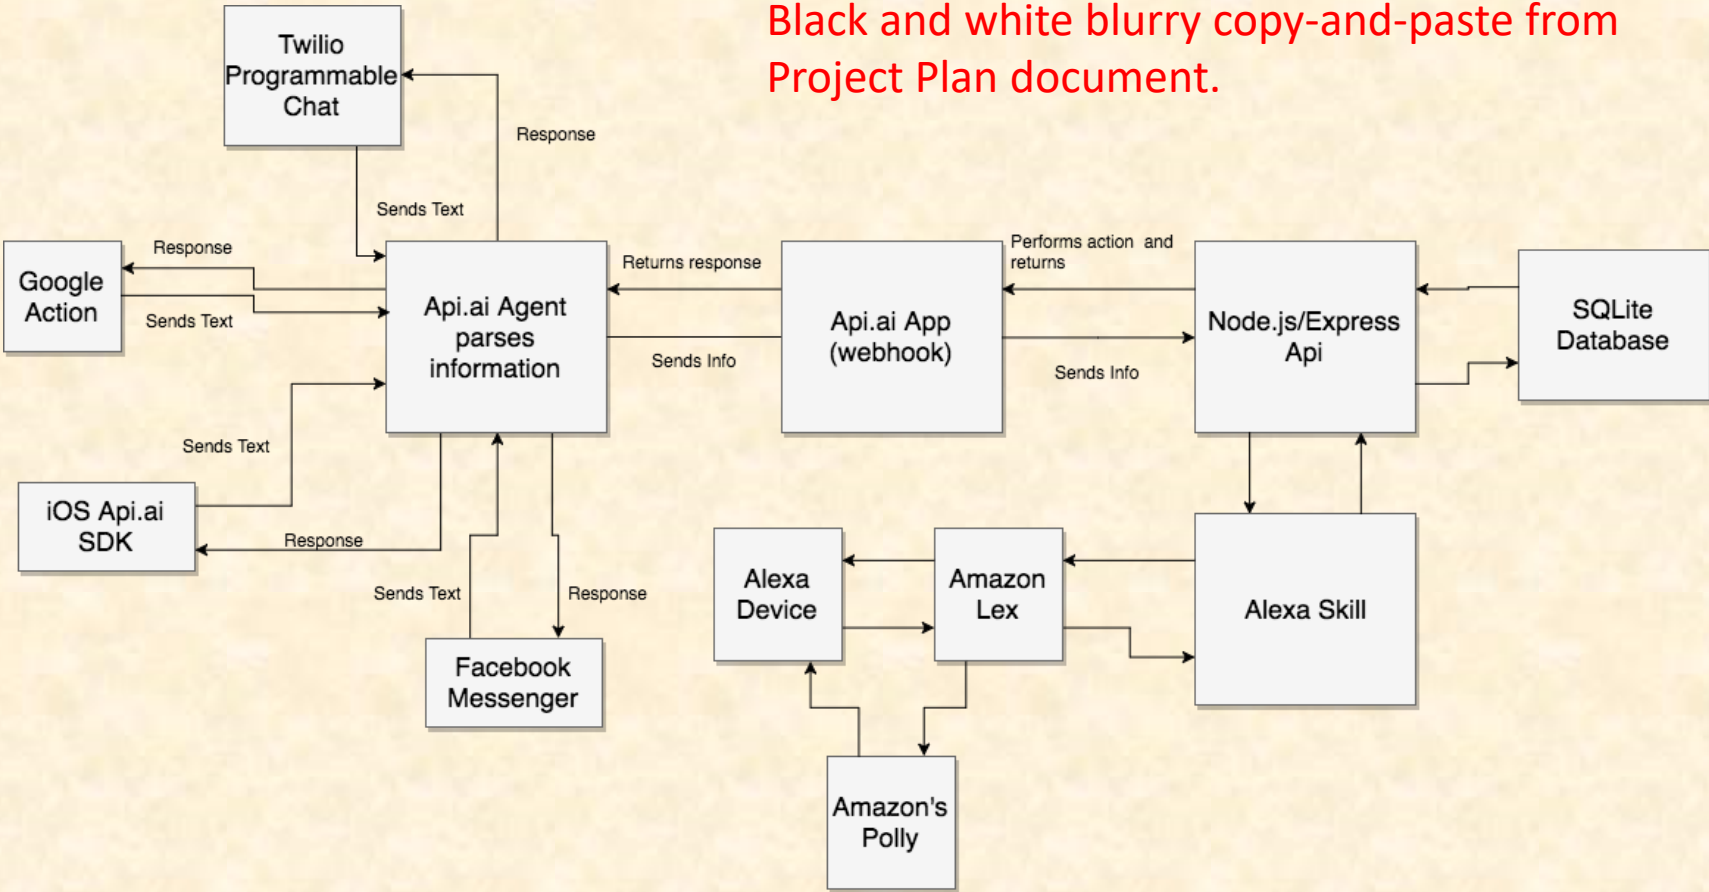 Black and white blurry copy-and-paste from
Project Plan document.
Twilio
Programmable
Chat
Response
Sends Text
Google
Action
Response
Sends Text
Api.ai Agent
parses
information
Returns response
Sends Info
Api.ai App
(webhook)
Performs action and
returns
Sends Info
Node.js/Express
Api
SQLite
Database
Sends Text
iOS Api.ai
SDK
Response
Sends Text
Response
Facebook
Messenger
Alexa
Device
Amazon
Lex
Alexa Skill
Amazon's
Polly